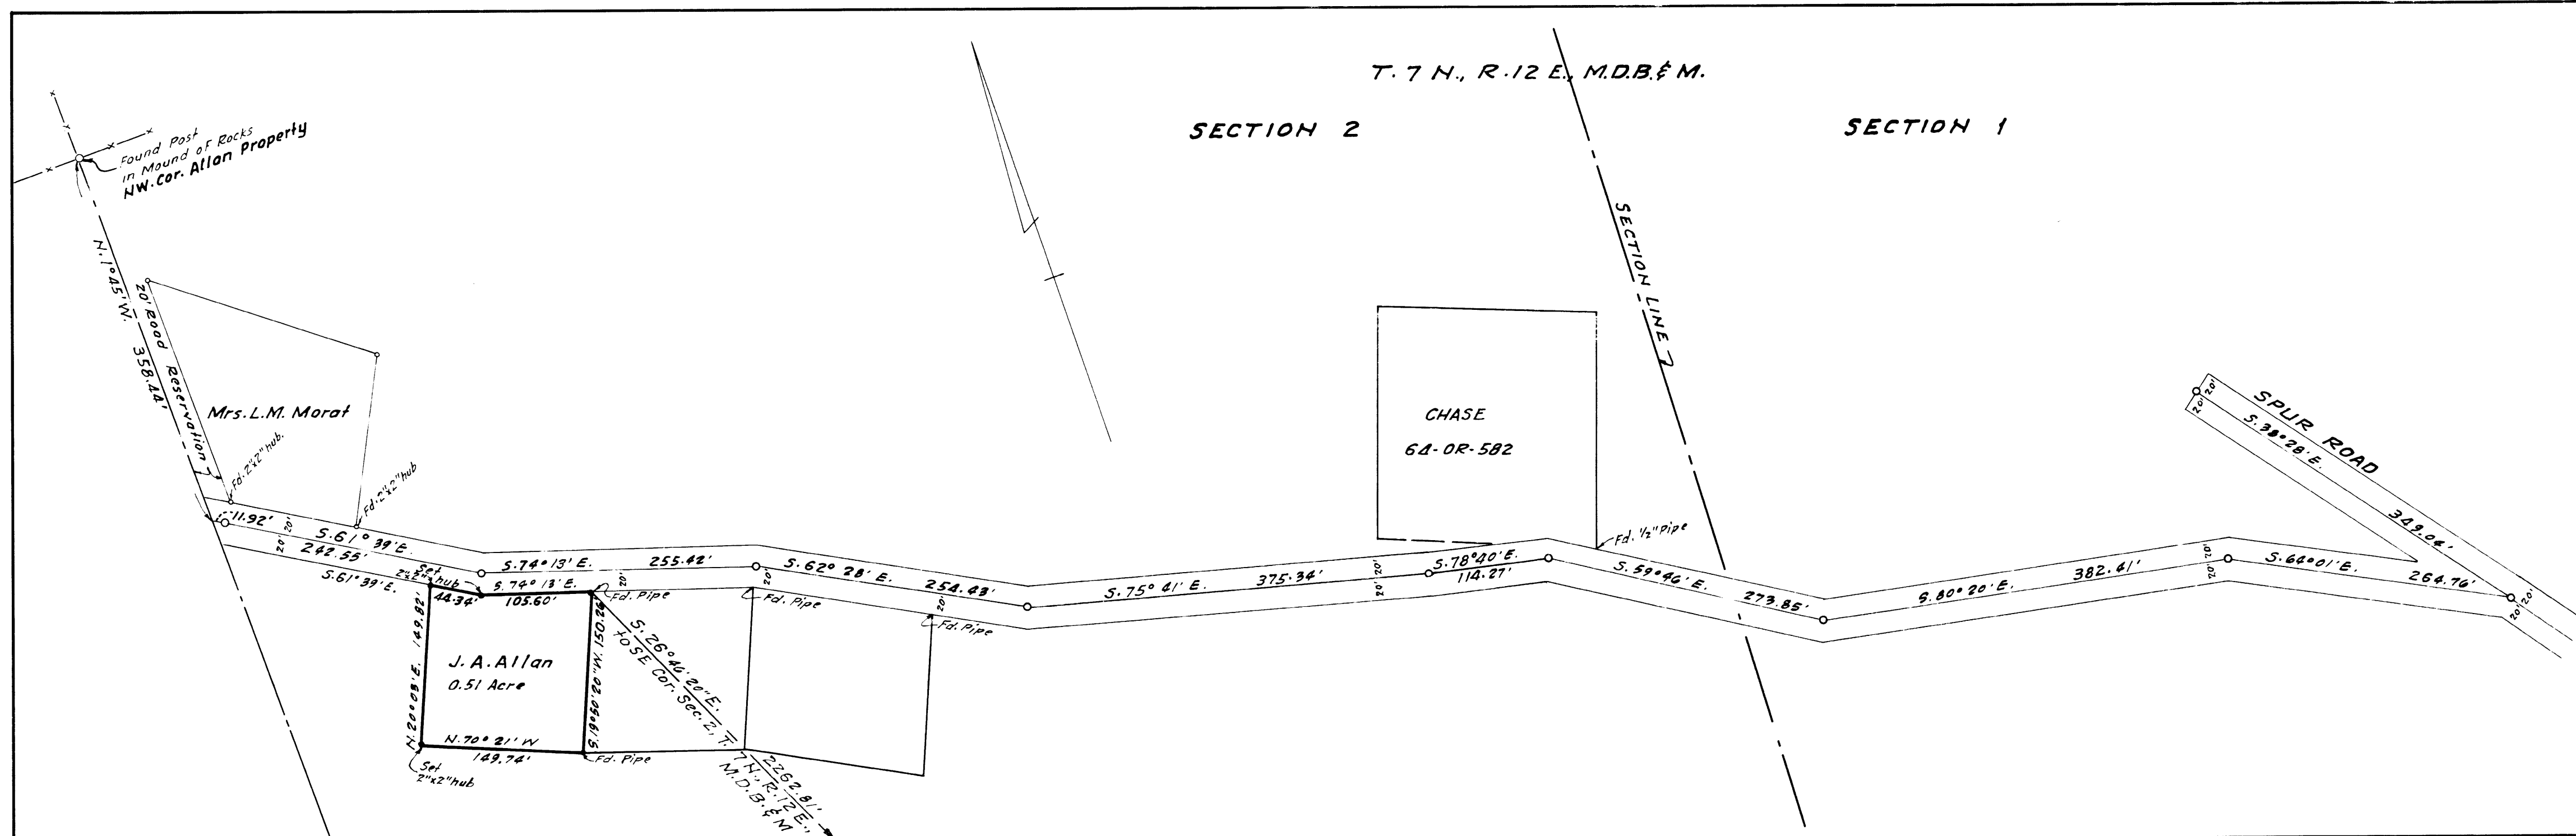 T. 7 N., R. 12 E., M.D.B. & M.
SECTION 2
SECTION 1
SECTION LINE
Found Post
in Mound of Rocks
NW. Cor. Allan Property
N. 1° 45' W. 358.44'
20' Road Reservation
Mrs. L.M. Morat
Fd. 2"x2" hub.
Fd. 2"x2" hub
11.92'
20'
20'
S. 61° 39' E.
242.55'
S. 61° 39' E.
Set
2"x2" hub
44.34'
S. 74° 13' E. 255.42'
S. 74° 13' E.
105.60'
20'
Fd. Pipe
20'
Fd. Pipe
S. 62° 28' E. 254.43'
20'
Fd. Pipe
N. 20° 08' E. 149.82'
J. A. Allan
0.51 Acre
S. 19° 50' 20" W. 150.26'
N. 70° 21' W
149.74'
Set
2"x2" hub
Fd. Pipe
S. 26° 46' 20" E. 2262.81'
to SE Cor. Sec. 2, T.
7 N., R. 12 E.,
M.D.B. & M
S. 75° 41' E. 375.34'
20'
20'
CHASE
64-OR-582
S. 78° 40' E.
114.27'
Fd. 1/2" Pipe
S. 59° 46' E. 273.85'
S. 80° 20' E. 382.41'
20'
20'
S. 64° 01' E. 264.76'
SPUR ROAD
20'
20'
S. 38° 28' E. 349.04'
20'
20'